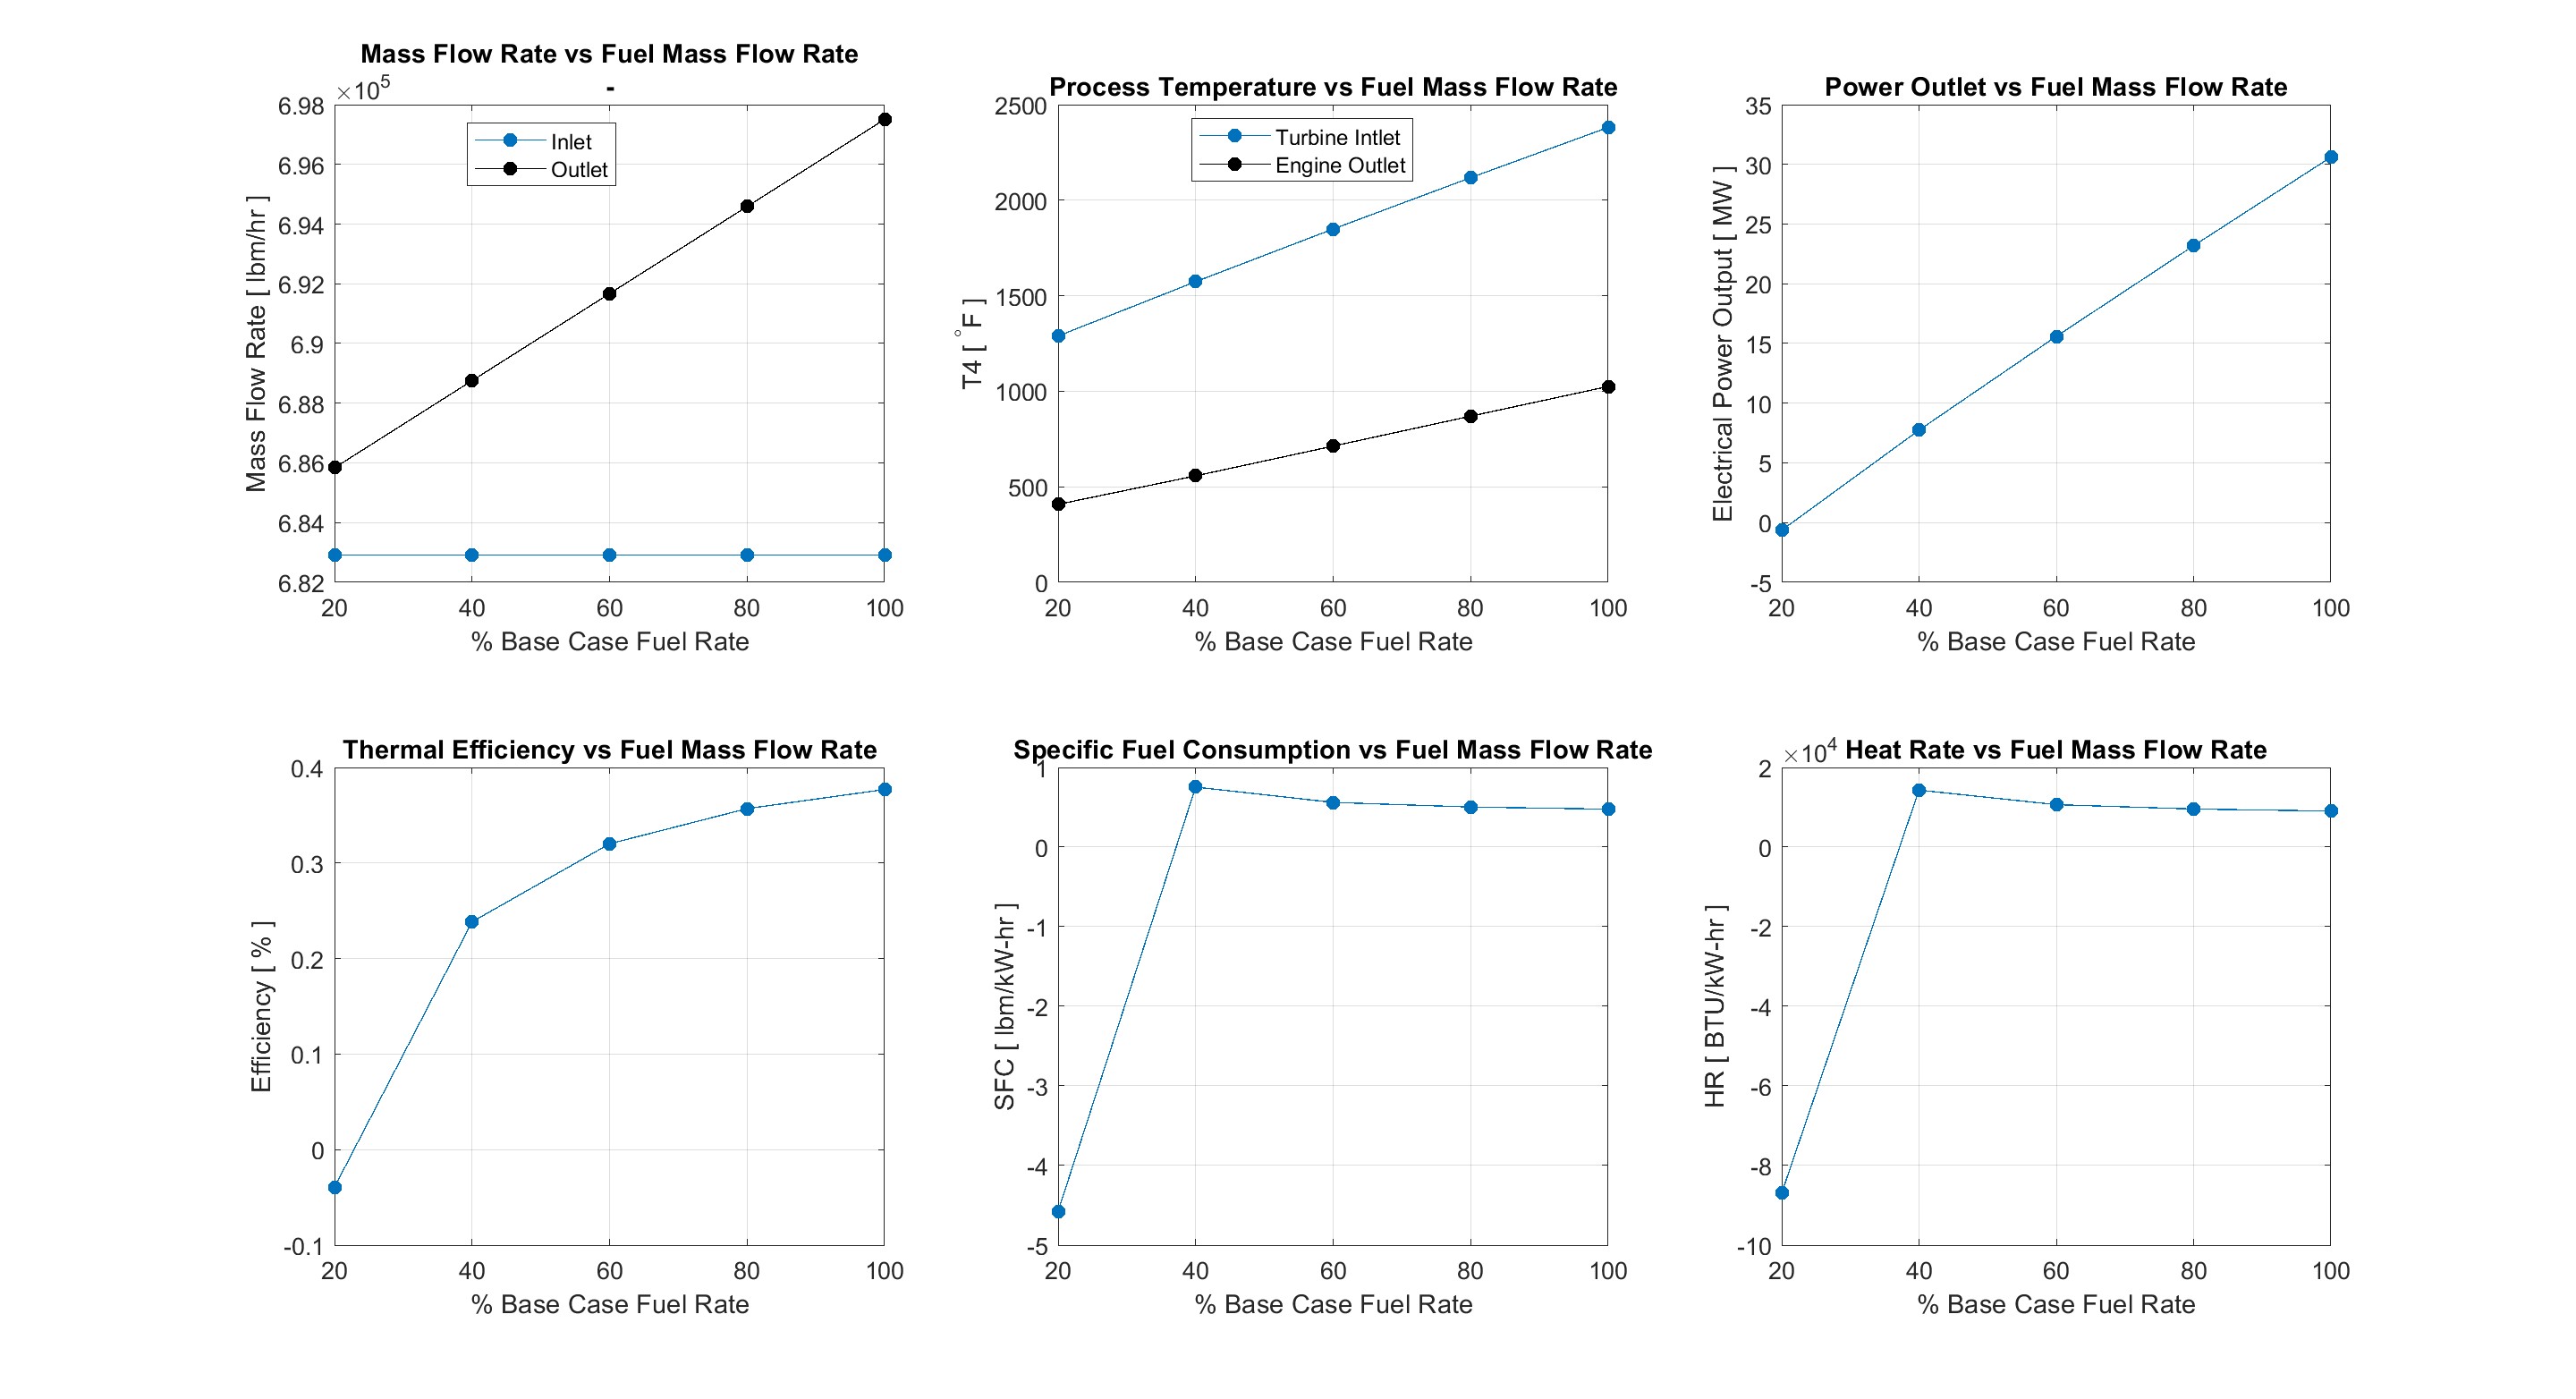 Mass Flow Rate vs Fuel Mass Flow Rate
-
×10^5
6.98
6.96
6.94
6.92
6.9
6.88
6.86
6.84
6.82
Mass Flow Rate [ lbm/hr ]
Inlet
Outlet
20 40 60 80 100
% Base Case Fuel Rate
Process Temperature vs Fuel Mass Flow Rate
2500
2000
1500
1000
500
0
T4 [ °F ]
Turbine Intlet
Engine Outlet
20 40 60 80 100
% Base Case Fuel Rate
Power Outlet vs Fuel Mass Flow Rate
35
30
25
20
15
10
5
0
-5
Electrical Power Output [ MW ]
20 40 60 80 100
% Base Case Fuel Rate
Thermal Efficiency vs Fuel Mass Flow Rate
0.4
0.3
0.2
0.1
0
-0.1
Efficiency [ % ]
20 40 60 80 100
% Base Case Fuel Rate
Specific Fuel Consumption vs Fuel Mass Flow Rate
1
0
-1
-2
-3
-4
-5
SFC [ lbm/kW-hr ]
20 40 60 80 100
% Base Case Fuel Rate
×10^4 Heat Rate vs Fuel Mass Flow Rate
2
0
-2
-4
-6
-8
-10
HR [ BTU/kW-hr ]
20 40 60 80 100
% Base Case Fuel Rate